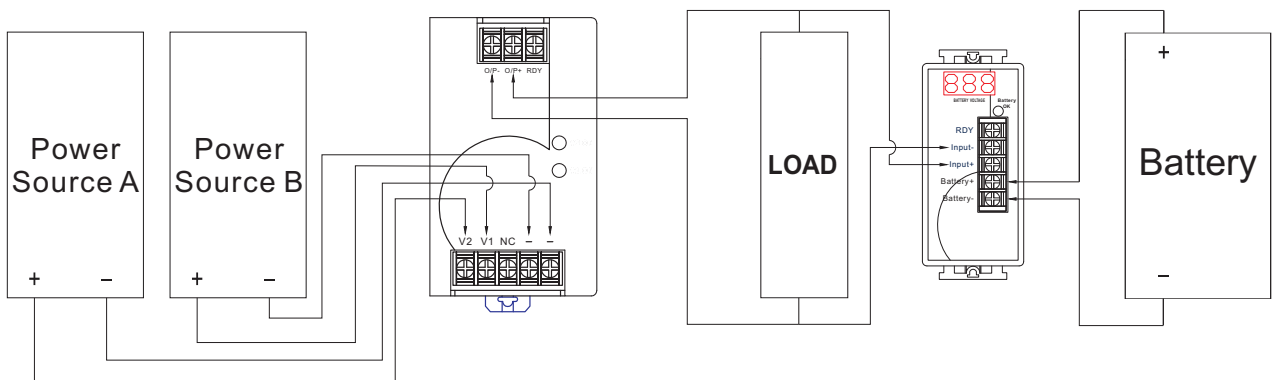 Power
Source A
+ −
Power
Source B
+ −
O/P- O/P+ RDY
V2 V1 NC − −
LOAD
888
BATTERY VOLTAGE
Battery
OK
RDY
Input-
Input+
Battery+
Battery-
+
Battery
−